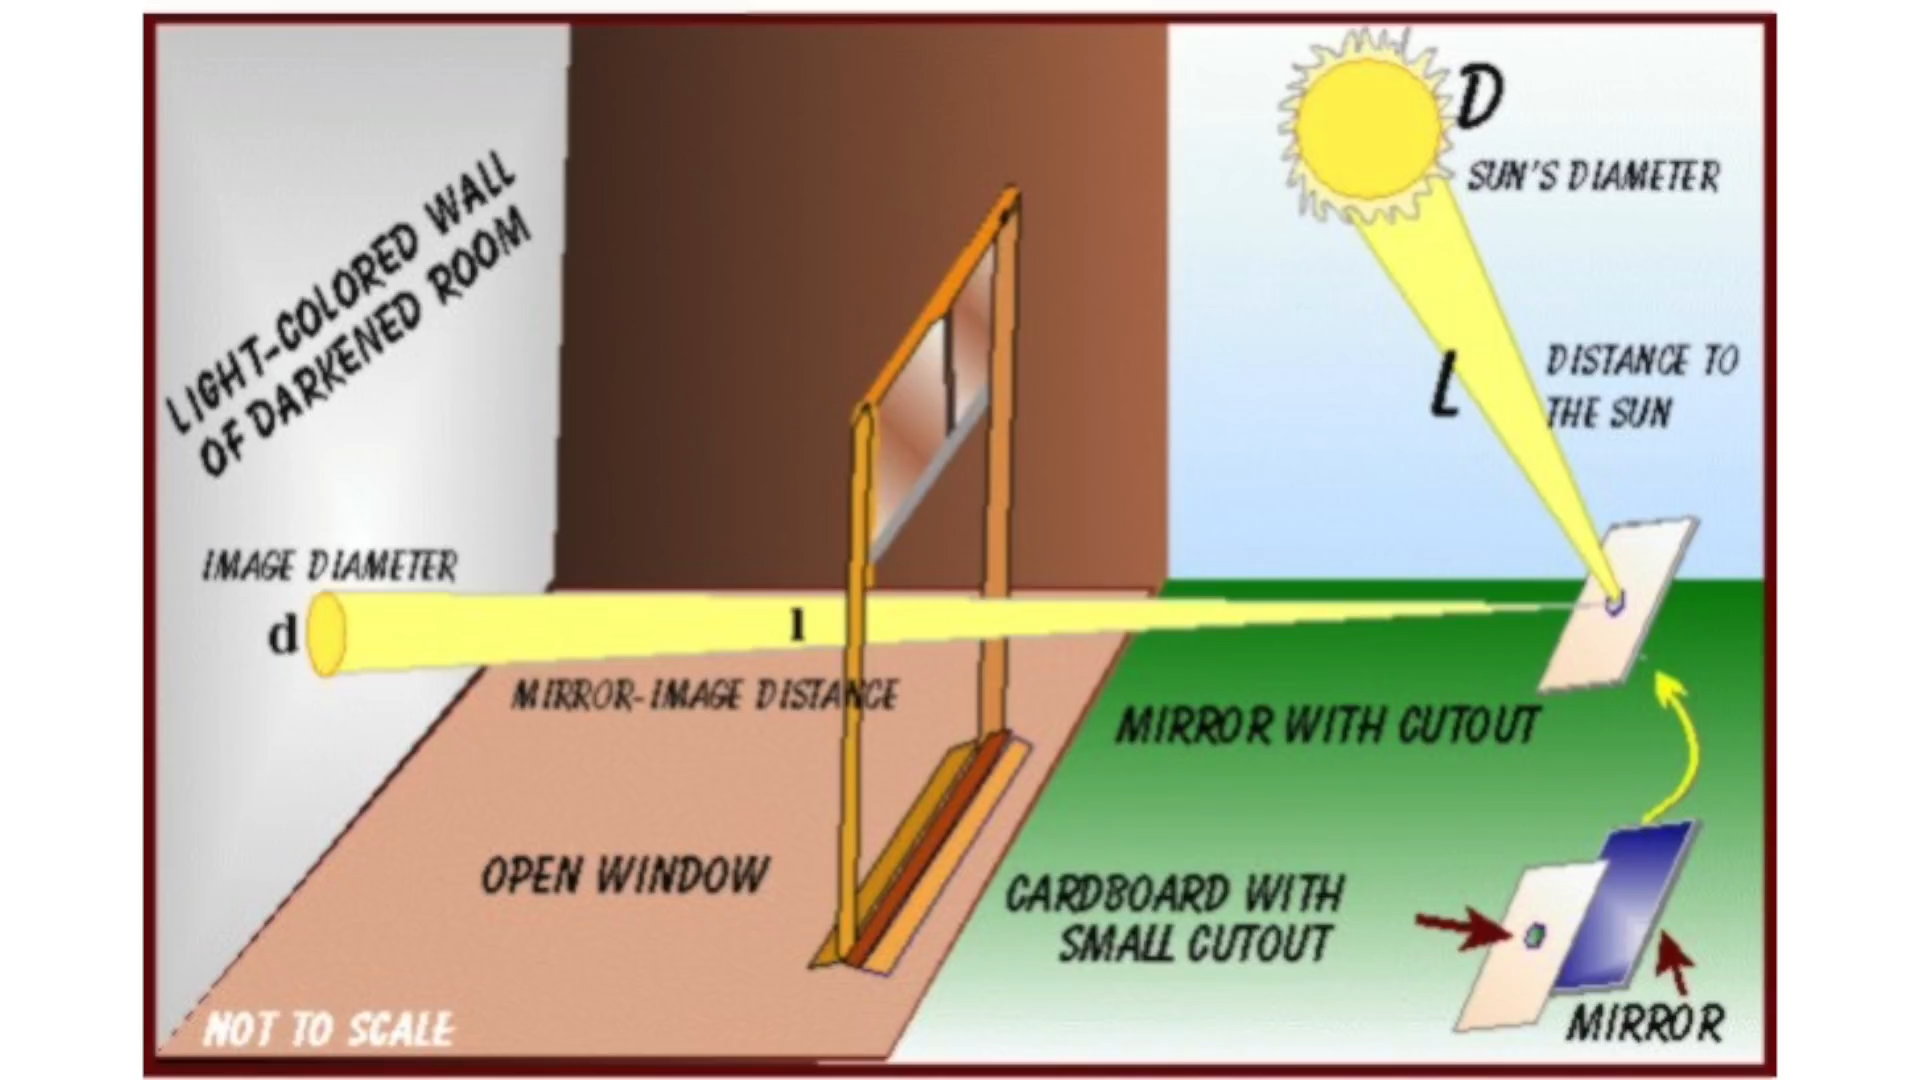 LIGHT-COLORED WALL
OF DARKENED ROOM
D
SUN'S DIAMETER
L
DISTANCE TO
THE SUN
IMAGE DIAMETER
d
l
MIRROR-IMAGE DISTANCE
MIRROR WITH CUTOUT
OPEN WINDOW
CARDBOARD WITH
SMALL CUTOUT
MIRROR
NOT TO SCALE